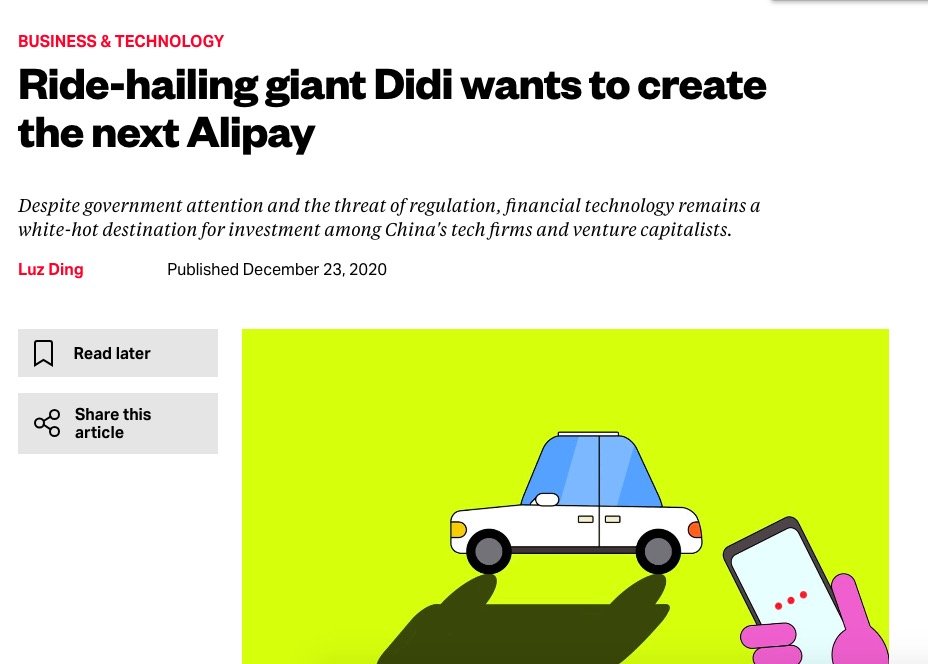 BUSINESS & TECHNOLOGY
Ride-hailing giant Didi wants to create
the next Alipay
Despite government attention and the threat of regulation, financial technology remains a
white-hot destination for investment among China's tech firms and venture capitalists.
Luz Ding Published December 23, 2020
Read later
Share this
article